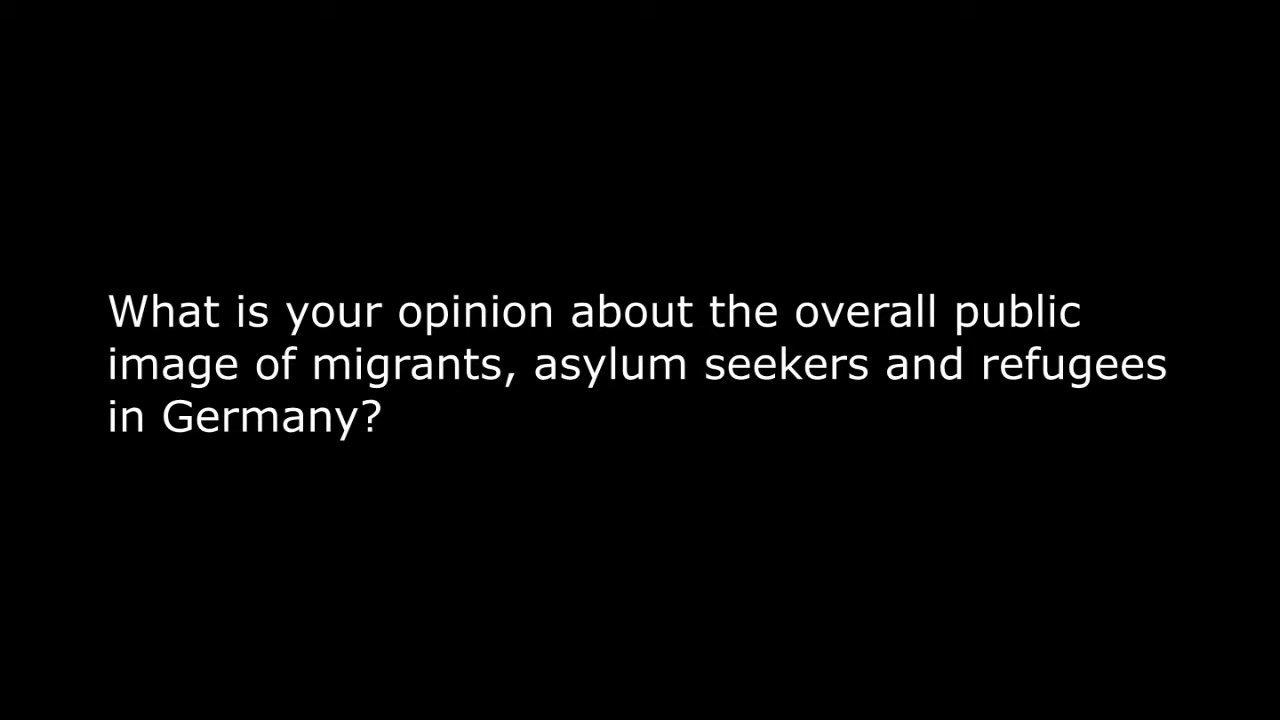 What is your opinion about the overall public
image of migrants, asylum seekers and refugees
in Germany?